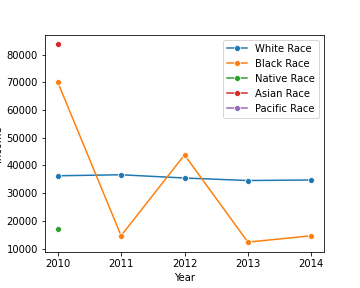 White Race
Black Race
Native Race
Asian Race
Pacific Race
80000
70000
60000
50000
40000
30000
20000
10000
2010
2011
2012
2013
2014
Year